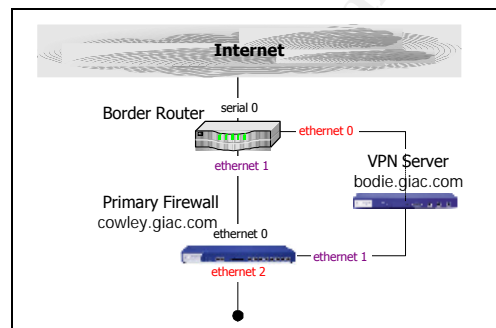 Internet
serial 0
Border Router
ethernet 0
ethernet 1
VPN Server
bodie.giac.com
Primary Firewall
cowley.giac.com
ethernet 0
ethernet 1
ethernet 2